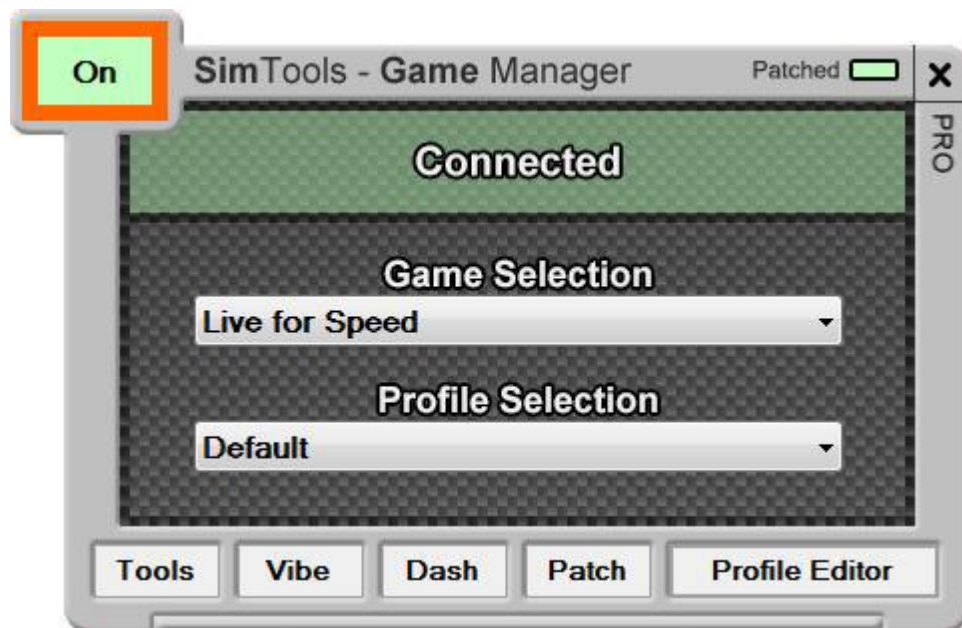 On
SimTools - Game Manager
Patched
X
PRO
Connected
Game Selection
Live for Speed
Profile Selection
Default
Tools
Vibe
Dash
Patch
Profile Editor